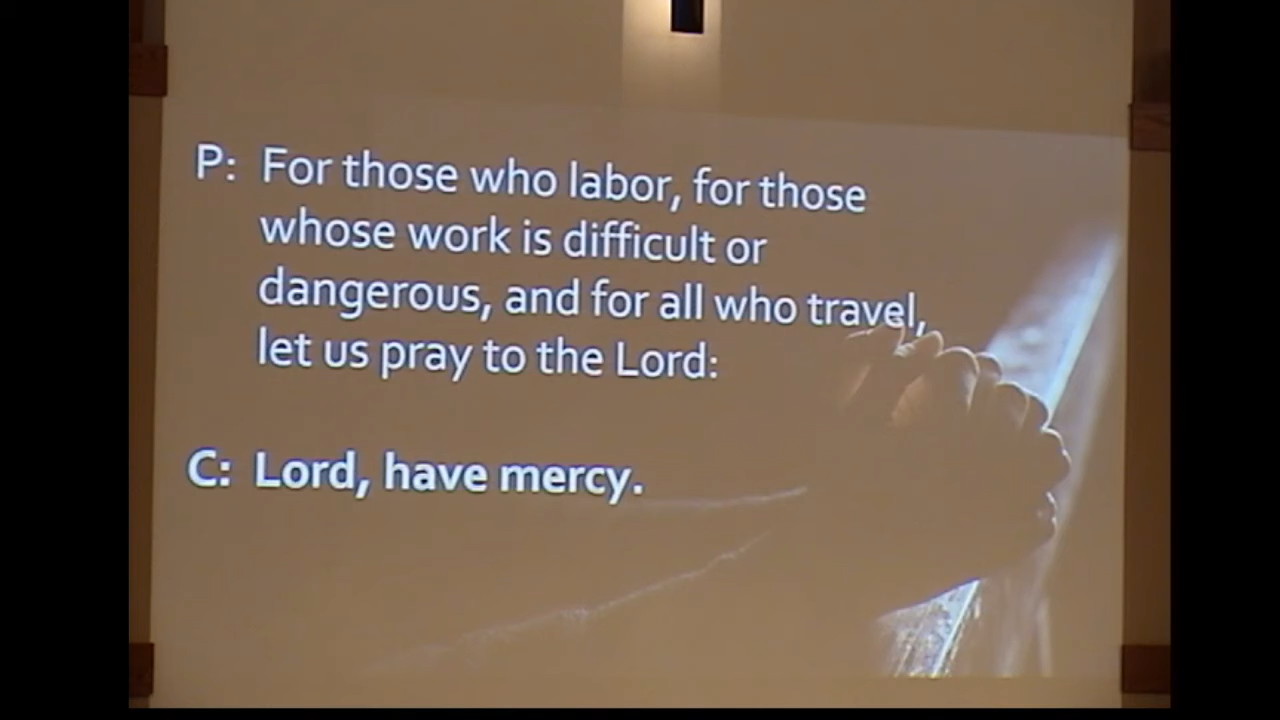 P: For those who labor, for those
whose work is difficult or
dangerous, and for all who travel,
let us pray to the Lord:
C: Lord, have mercy.